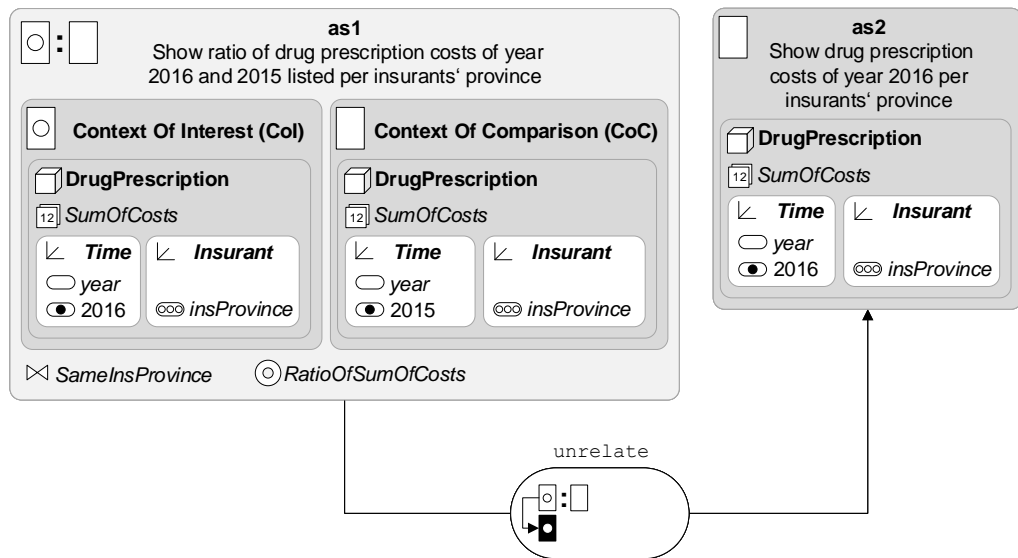 as1
Show ratio of drug prescription costs of year
2016 and 2015 listed per insurants‘ province
Context Of Interest (CoI)
DrugPrescription
12 SumOfCosts
Time
year
2016
Insurant
insProvince
Context Of Comparison (CoC)
DrugPrescription
12 SumOfCosts
Time
year
2015
Insurant
insProvince
SameInsProvince
RatioOfSumOfCosts
as2
Show drug prescription
costs of year 2016 per
insurants‘ province
DrugPrescription
12 SumOfCosts
Time
year
2016
Insurant
insProvince
unrelate
:
: